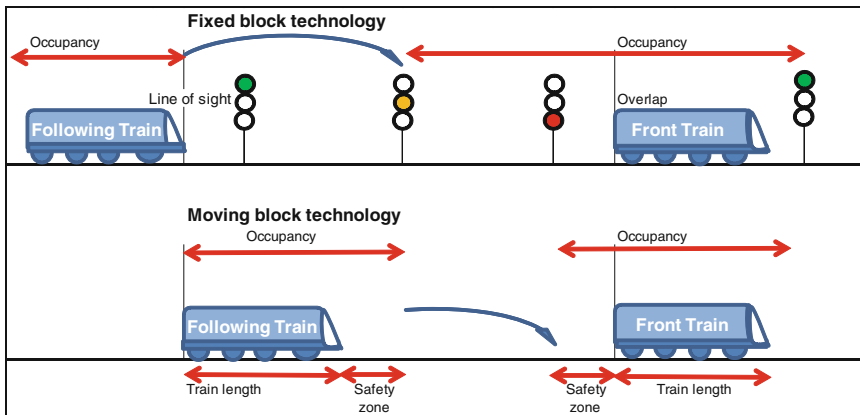 Fixed block technology
Occupancy
Occupancy
Line of sight
Overlap
Following Train
Front Train
Moving block technology
Occupancy
Occupancy
Following Train
Front Train
Train length
Safety
zone
Safety
zone
Train length